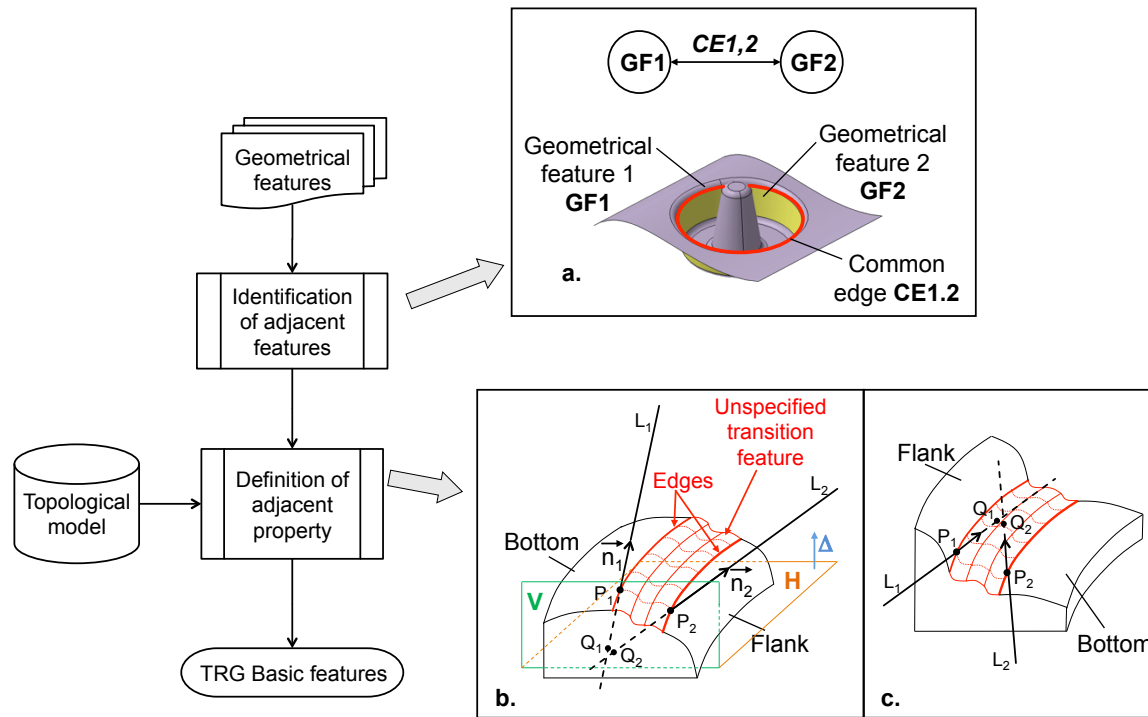 Geometrical
features
Identification
of adjacent
features
Topological
model
Definition of
adjacent
property
TRG Basic features
CE1,2
GF1
GF2
Geometrical
feature 1
GF1
Geometrical
feature 2
GF2
Common
edge CE1.2
a.
L₁
Unspecified
transition
feature
Edges
L₂
Bottom
n₁
Δ
n₂
H
V
P₁
P₂
Q₁
Q₂
Flank
b.
Flank
Q₁
Q₂
P₁
P₂
L₁
L₂
Bottom
c.